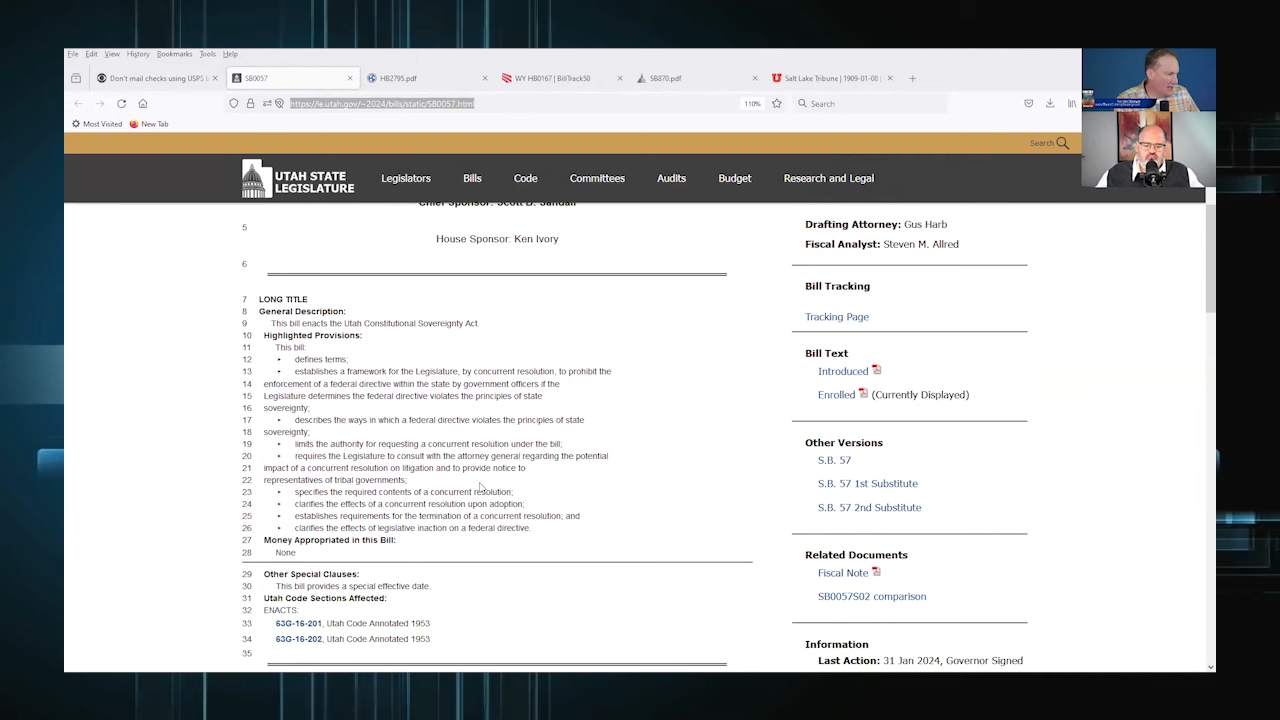 File Edit View History Bookmarks Tools Help
Don't mail checks using USPS b
SB0057
HB2795.pdf
WY HB0167 | BillTrack50
SB870.pdf
Salt Lake Tribune | 1909-01-08 |
https://le.utah.gov/~2024/bills/static/SB0057.html
110%
Search
Most Visited New Tab
Search
UTAH STATE
LEGISLATURE
Legislators Bills Code Committees Audits Budget Research and Legal
Chief Sponsor: Scott D. Sandall
5
House Sponsor: Ken Ivory
6
7 LONG TITLE
8 General Description:
9 This bill enacts the Utah Constitutional Sovereignty Act.
10 Highlighted Provisions:
11 This bill:
12 ▸ defines terms;
13 ▸ establishes a framework for the Legislature, by concurrent resolution, to prohibit the
14 enforcement of a federal directive within the state by government officers if the
15 Legislature determines the federal directive violates the principles of state
16 sovereignty;
17 ▸ describes the ways in which a federal directive violates the principles of state
18 sovereignty;
19 ▸ limits the authority for requesting a concurrent resolution under the bill;
20 ▸ requires the Legislature to consult with the attorney general regarding the potential
21 impact of a concurrent resolution on litigation and to provide notice to
22 representatives of tribal governments;
23 ▸ specifies the required contents of a concurrent resolution;
24 ▸ clarifies the effects of a concurrent resolution upon adoption;
25 ▸ establishes requirements for the termination of a concurrent resolution; and
26 ▸ clarifies the effects of legislative inaction on a federal directive.
27 Money Appropriated in this Bill:
28 None
29 Other Special Clauses:
30 This bill provides a special effective date.
31 Utah Code Sections Affected:
32 ENACTS:
33 63G-16-201, Utah Code Annotated 1953
34 63G-16-202, Utah Code Annotated 1953
35
Drafting Attorney: Gus Harb
Fiscal Analyst: Steven M. Allred
Bill Tracking
Tracking Page
Bill Text
Introduced
Enrolled (Currently Displayed)
Other Versions
S.B. 57
S.B. 57 1st Substitute
S.B. 57 2nd Substitute
Related Documents
Fiscal Note
SB0057S02 comparison
Information
Last Action: 31 Jan 2024, Governor Signed